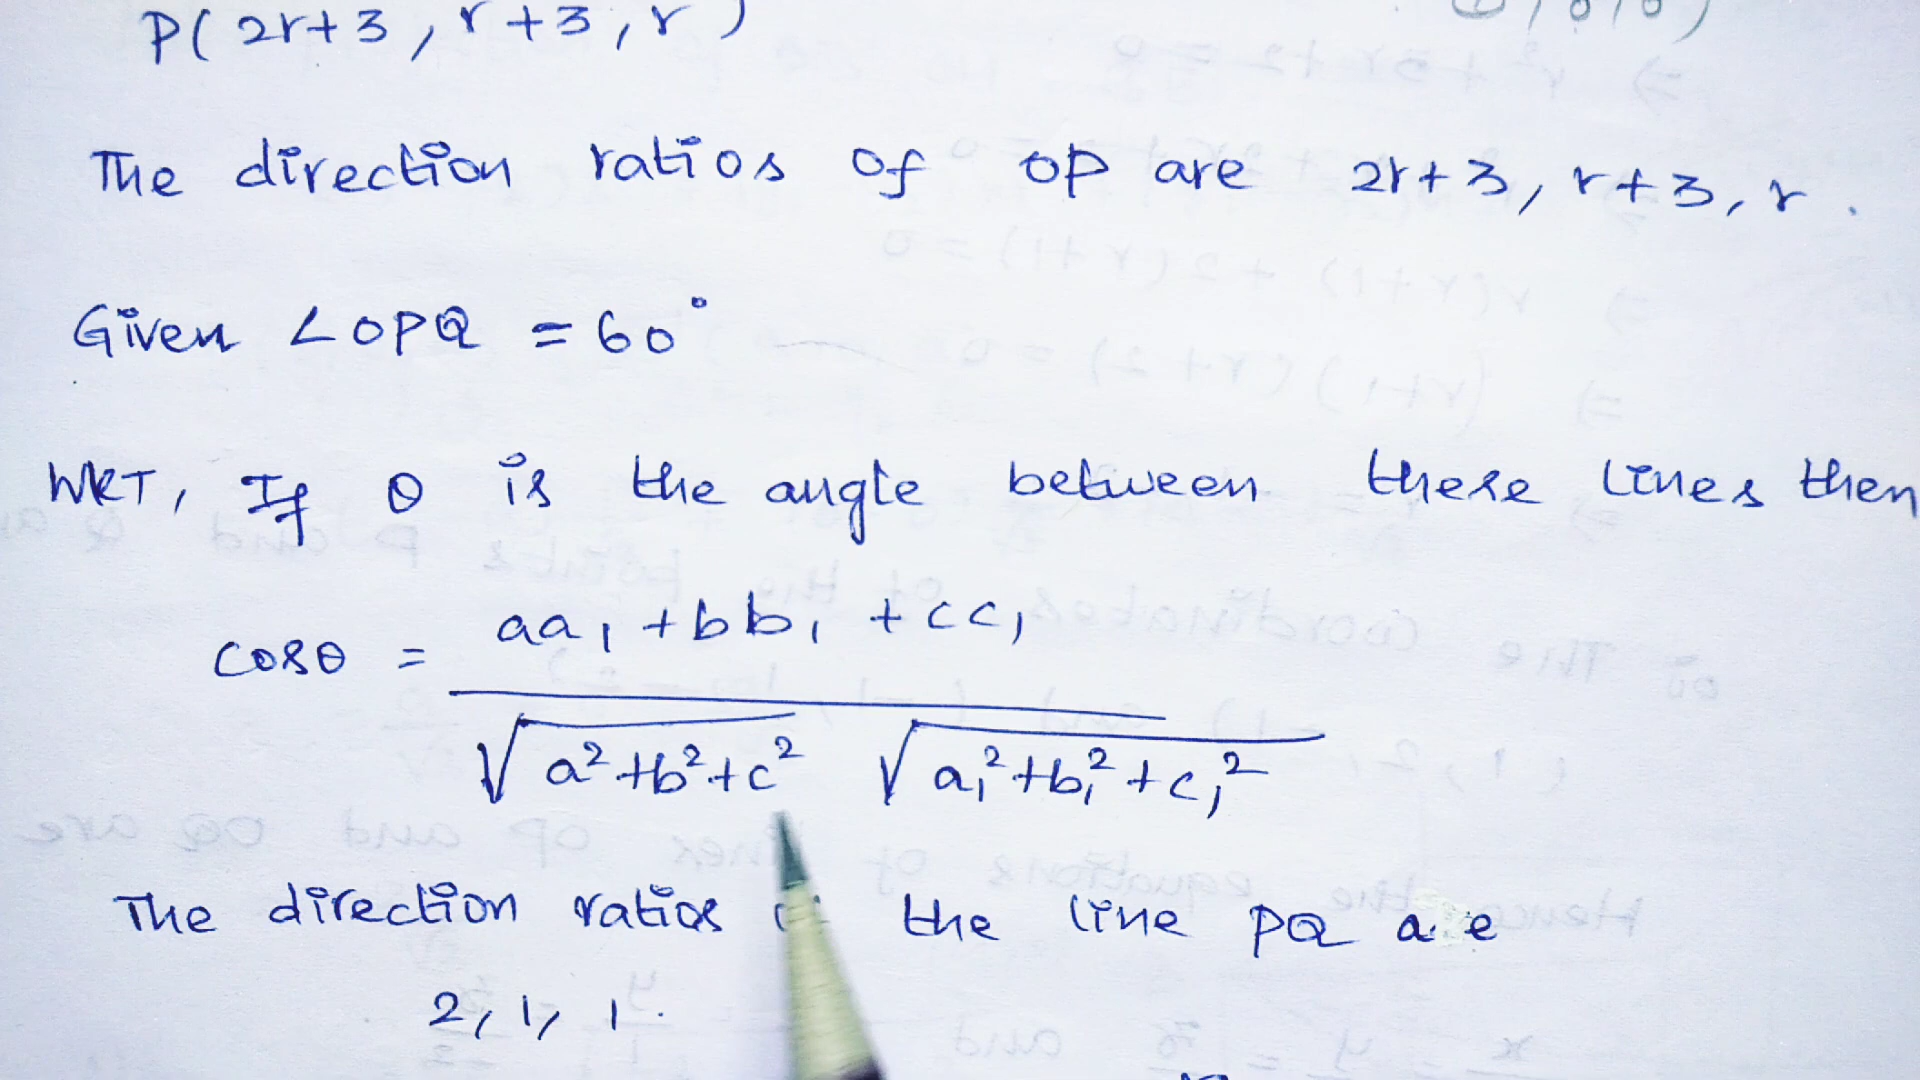 P( 2r+3, r+3, r )
The direction ratios of OP are 2r+3, r+3, r.
Given ∠OPQ = 60°
WKT, If θ is the angle between these lines then
cosθ = (aa₁ + bb₁ + cc₁) / (√(a²+b²+c²) √(a₁²+b₁²+c₁²))
The direction ratios the line PQ are
2, 1, 1.